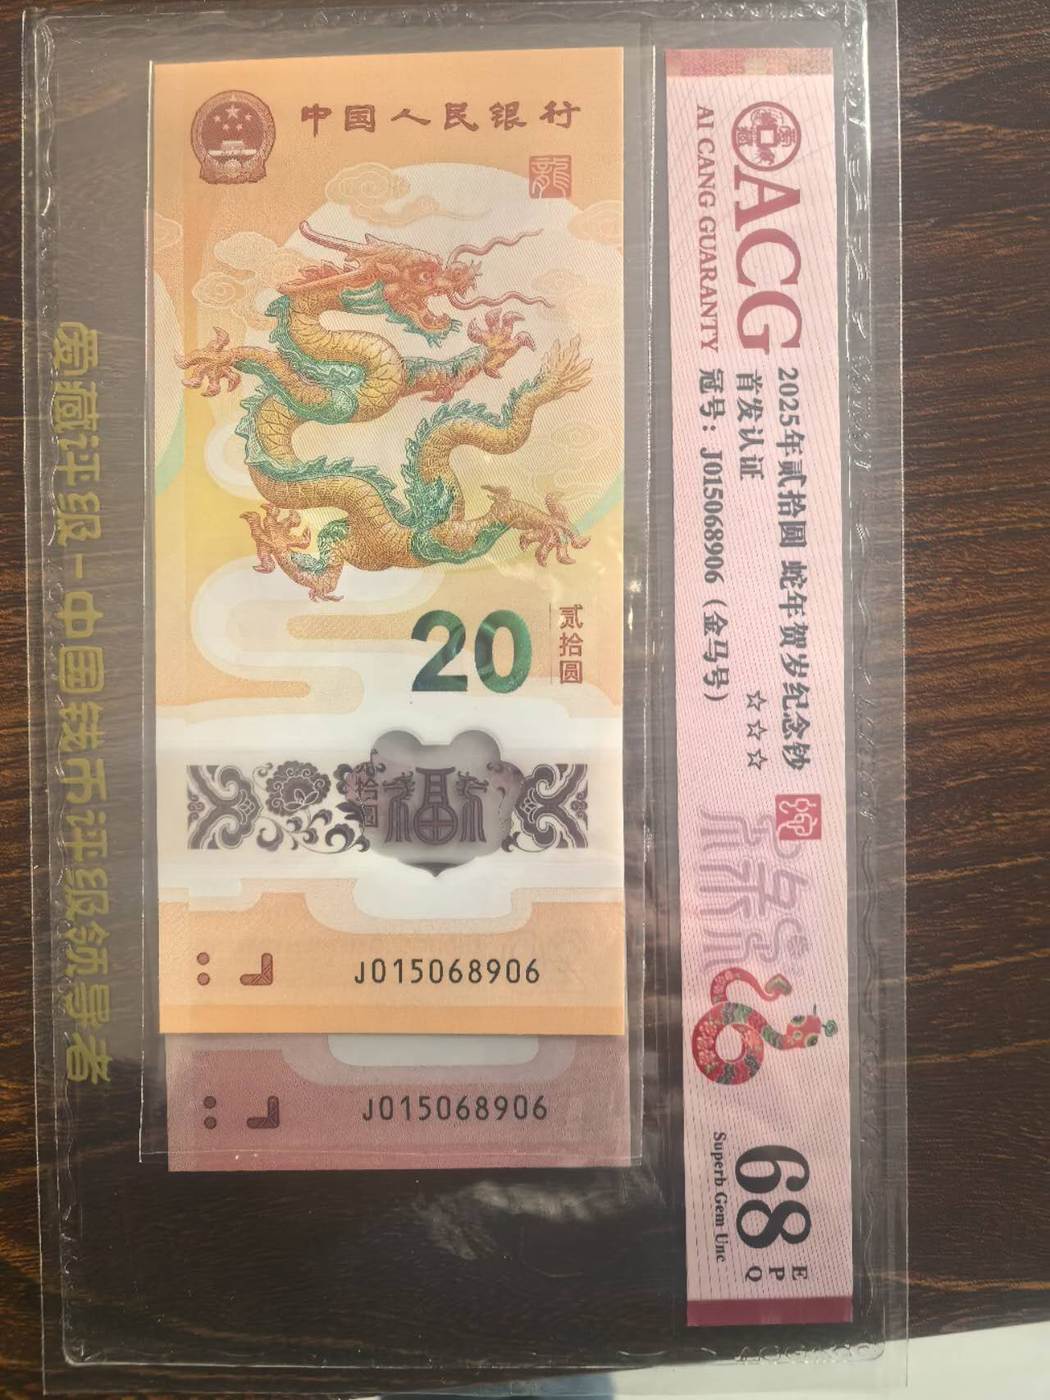 中国人民银行
龍
20
贰拾圆
福
J015068906
J015068906
ACG
AI CANG GUARANTY
2025年贰拾圆 蛇年贺岁纪念钞
首发认证
冠号：J015068906（金马号）
☆☆☆
蛇
68
EPQ
Superb Gem Unc
爱藏评级-中国钱币评级领导者